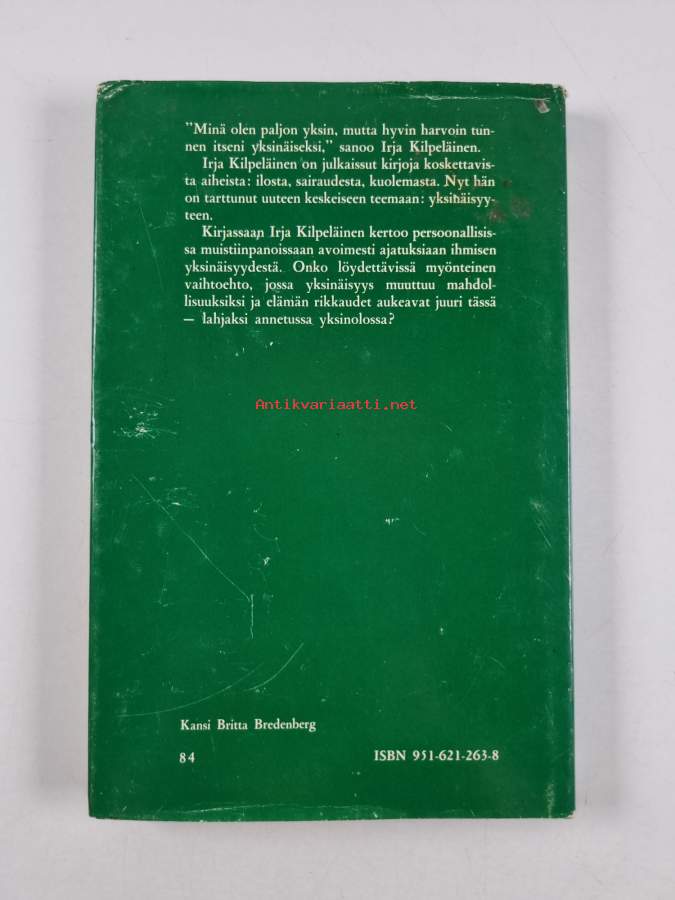 "Minä olen paljon yksin, mutta hyvin harvoin tun-
nen itseni yksinäiseksi," sanoo Irja Kilpeläinen.
Irja Kilpeläinen on julkaissut kirjoja koskettavis-
ta aiheista: ilosta, sairaudesta, kuolemasta. Nyt hän
on tarttunut uuteen keskeiseen teemaan: yksinäisyy-
teen.
Kirjassaan Irja Kilpeläinen kertoo persoonallisis-
sa muistiinpanoissaan avoimesti ajatuksiaan ihmisen
yksinäisyydestä. Onko löydettävissä myönteinen
vaihtoehto, jossa yksinäisyys muuttuu mahdol-
lisuuksiksi ja elämän rikkaudet aukeavat juuri tässä
— lahjaksi annetussa yksinolossa?
Antikvariaatti.net
Kansi Britta Bredenberg
84 ISBN 951-621-263-8